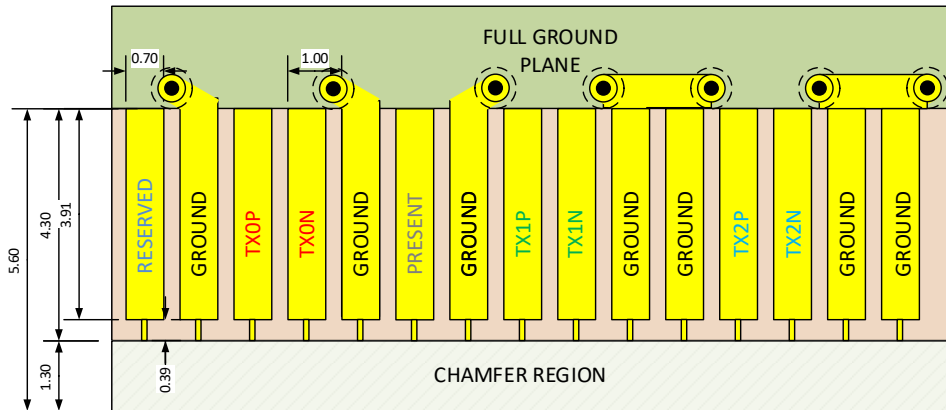 FULL GROUND
PLANE
0.70
1.00
5.60
4.30
3.91
RESERVED
GROUND
TX0P
TX0N
GROUND
PRESENT
GROUND
TX1P
TX1N
GROUND
GROUND
TX2P
TX2N
GROUND
GROUND
1.30
0.39
CHAMFER REGION